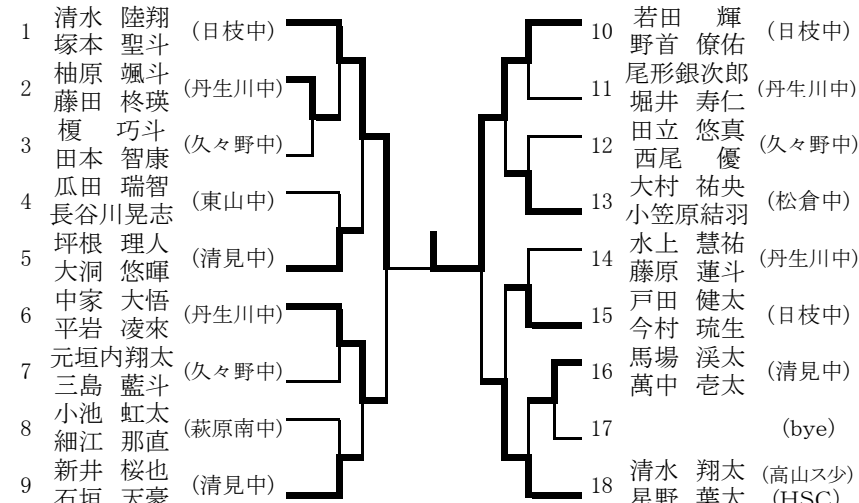 清水 陸翔
1 (日枝中)
塚本 聖斗
柚原 颯斗
2 (丹生川中)
藤田 柊瑛
榎 巧斗
3 (久々野中)
田本 智康
瓜田 瑞智
4 (東山中)
長谷川晃志
坪根 理人
5 (清見中)
大洞 悠暉
中家 大悟
6 (丹生川中)
平岩 凌來
元垣内翔太
7 (久々野中)
三島 藍斗
小池 虹太
8 (萩原南中)
細江 那直
新井 桜也
9 (清見中)
石垣 天豪
若田 輝
10 (日枝中)
野首 僚佑
尾形銀次郎
11 (丹生川中)
堀井 寿仁
田立 悠真
12 (久々野中)
西尾 優
大村 祐央
13 (松倉中)
小笠原結羽
水上 慧祐
14 (丹生川中)
藤原 蓮斗
戸田 健太
15 (日枝中)
今村 琉生
馬場 渓太
16 (清見中)
萬中 壱太
17 (bye)
清水 翔太 (高山ス少)
18
星野 葉大 (HSC)